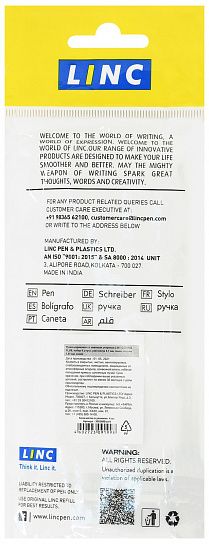 LINC
WELCOME TO THE WORLD OF WRITING, A
WORLD OF EXPRESSION. WELCOME TO THE
WORLD OF LINC.OUR RANGE OF INNOVATIVE
PRODUCTS ARE DESIGNED TO MAKE YOUR LIFE
SMOOTHER AND BETTER. MAY THE MIGHTY
WEAPON OF WRITING SPARK GREAT
THOUGHTS, WORDS AND CREATIVITY.
FOR ANY PRODUCT RELATED QUERIES CALL
CUSTOMER CARE EXECUTIVE AT:
+91 98365 62100, customercare@lincpen.com
OR WRITE TO THE ADDRESS BELOW
MANUFACTURED BY:
LINC PEN & PLASTICS LTD.
AN ISO "9001: 2015" & SA 8000 : 2014 UNIT
3, ALIPORE ROAD, KOLKATA - 700 027.
MADE IN INDIA
EN Pen DE Schreiber FR Stylo
ES Boligrafo UK ручка RU ручка
PT Caneta AR قلم
LINC
Think it. Linc it.
LIABILITY RESTRICTED TO
REPLACEMENT OF PEN ONLY
USE ORIGINAL LINC REFILL
FOR BEST RESULTS.
www.lincpen.com
WARNING:
Unauthorized duplication is a
violation of applicable laws.